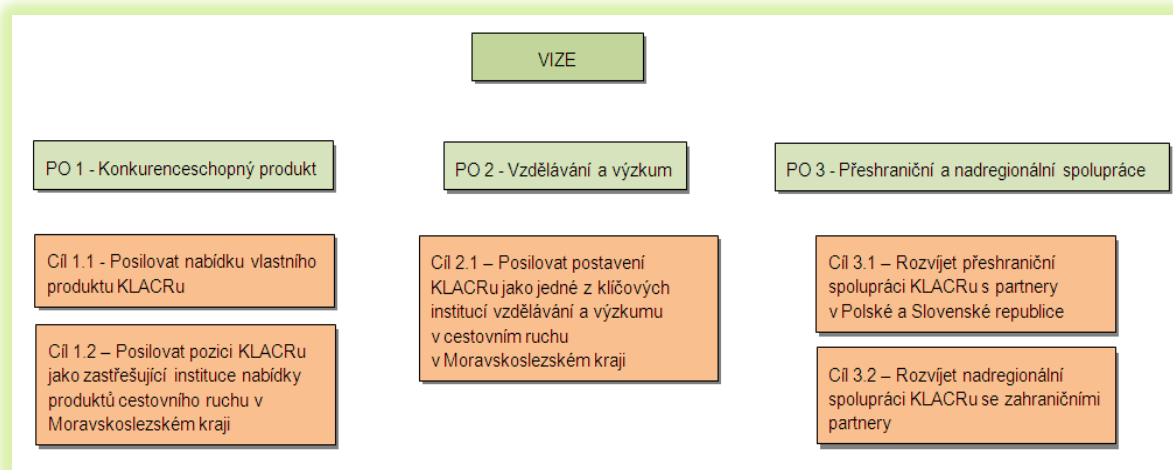 VIZE
PO 1 - Konkurenceschopný produkt
PO 2 - Vzdělávání a výzkum
PO 3 - Přeshraniční a nadregionální spolupráce
Cíl 1.1 - Posilovat nabídku vlastního
produktu KLACRu
Cíl 1.2 – Posilovat pozici KLACRu
jako zastřešující instituce nabídky
produktů cestovního ruchu v
Moravskoslezském kraji
Cíl 2.1 – Posilovat postavení
KLACRu jako jedné z klíčových
institucí vzdělávání a výzkumu
v cestovním ruchu
v Moravskoslezském kraji
Cíl 3.1 – Rozvíjet přeshraniční
spolupráci KLACRu s partnery
v Polské a Slovenské republice
Cíl 3.2 – Rozvíjet nadregionální
spolupráci KLACRu se zahraničními
partnery